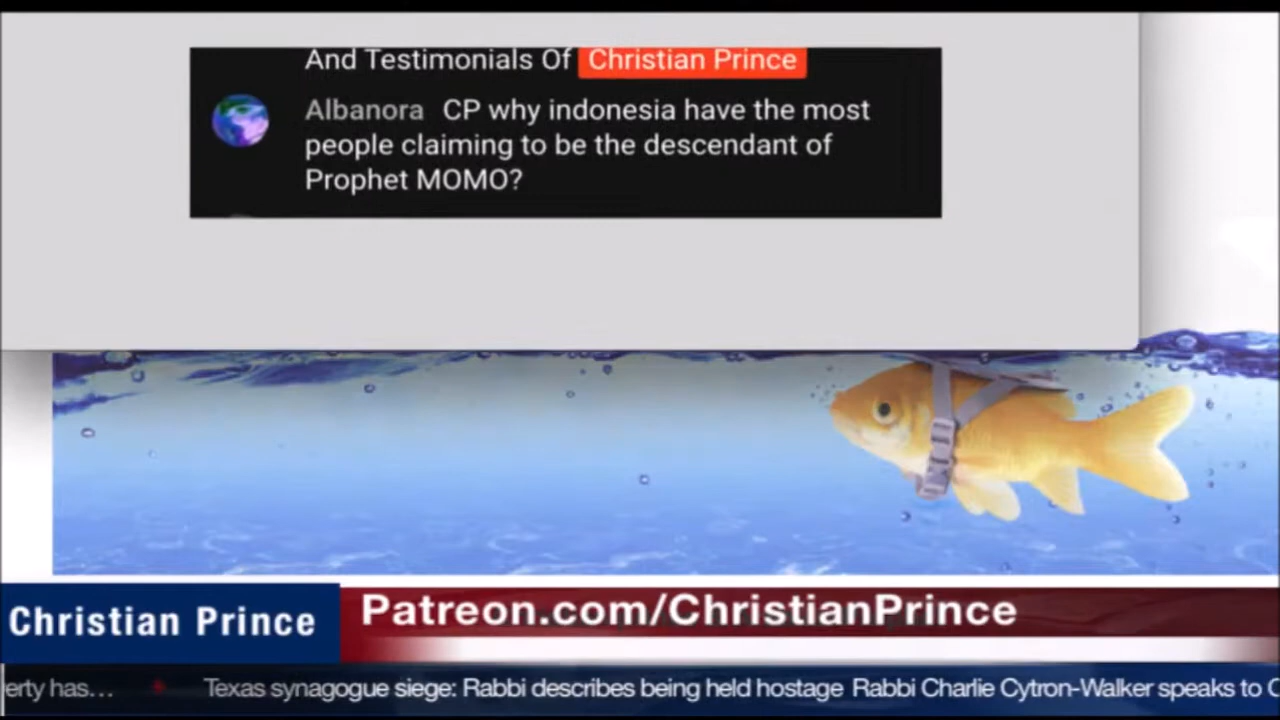 And Testimonials Of Christian Prince
Albanora CP why indonesia have the most
people claiming to be the descendant of
Prophet MOMO?
Christian Prince
Patreon.com/ChristianPrince
erty has... Texas synagogue siege: Rabbi describes being held hostage Rabbi Charlie Cytron-Walker speaks to